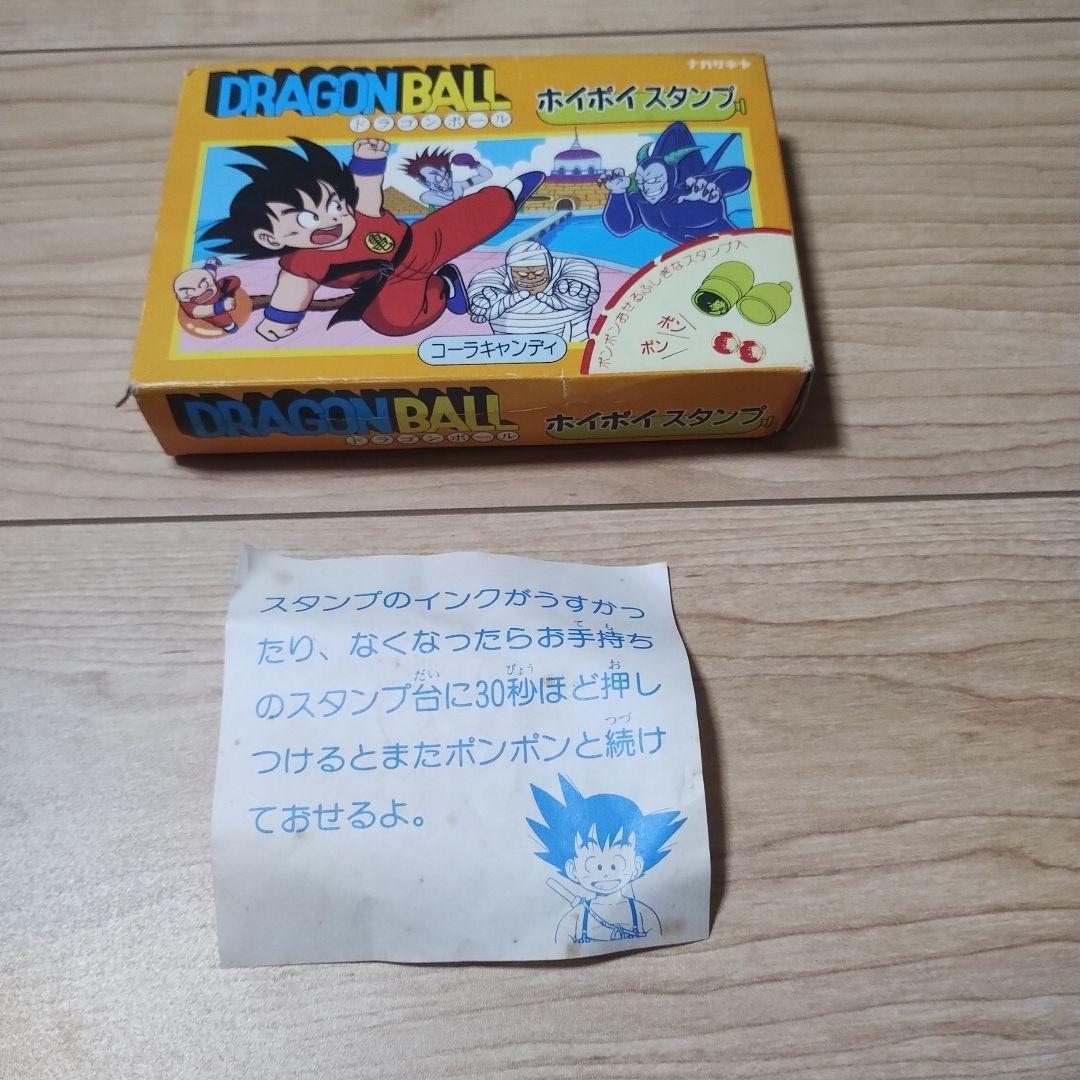 ナガサキヤ
DRAGON BALL
ドラゴンボール
ホイポイスタンプ
亀
ポンポンおせるふしぎなスタンプ入
ポン
ポン
コーラキャンディ
DRAGON BALL
ドラゴンボール
ホイポイスタンプ
スタンプのインクがうすかっ
たり、なくなったらお手持ち
のスタンプ台に30秒ほど押し
つけるとまたポンポンと続け
ておせるよ。